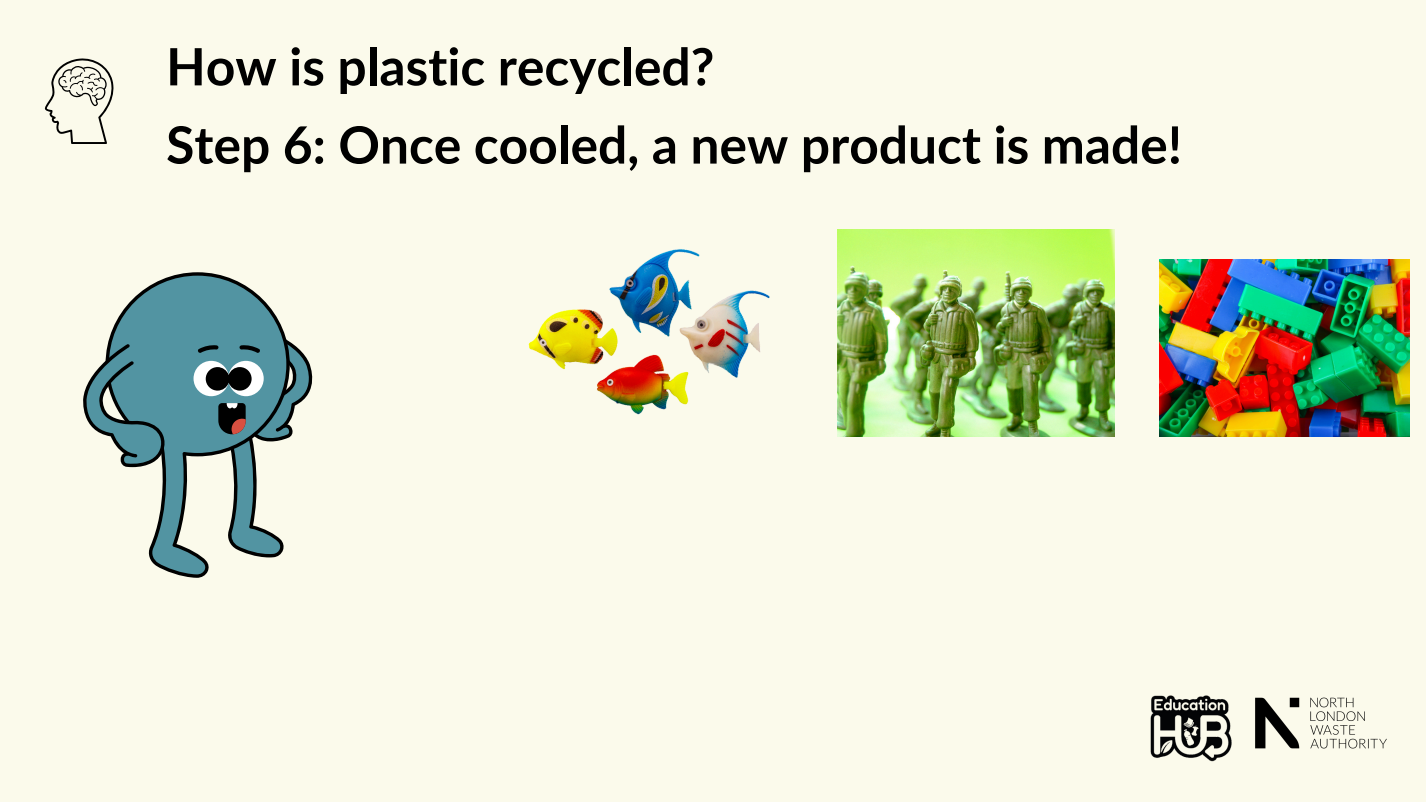 How is plastic recycled?
Step 6: Once cooled, a new product is made!
Education
HUB
NORTH
LONDON
WASTE
AUTHORITY